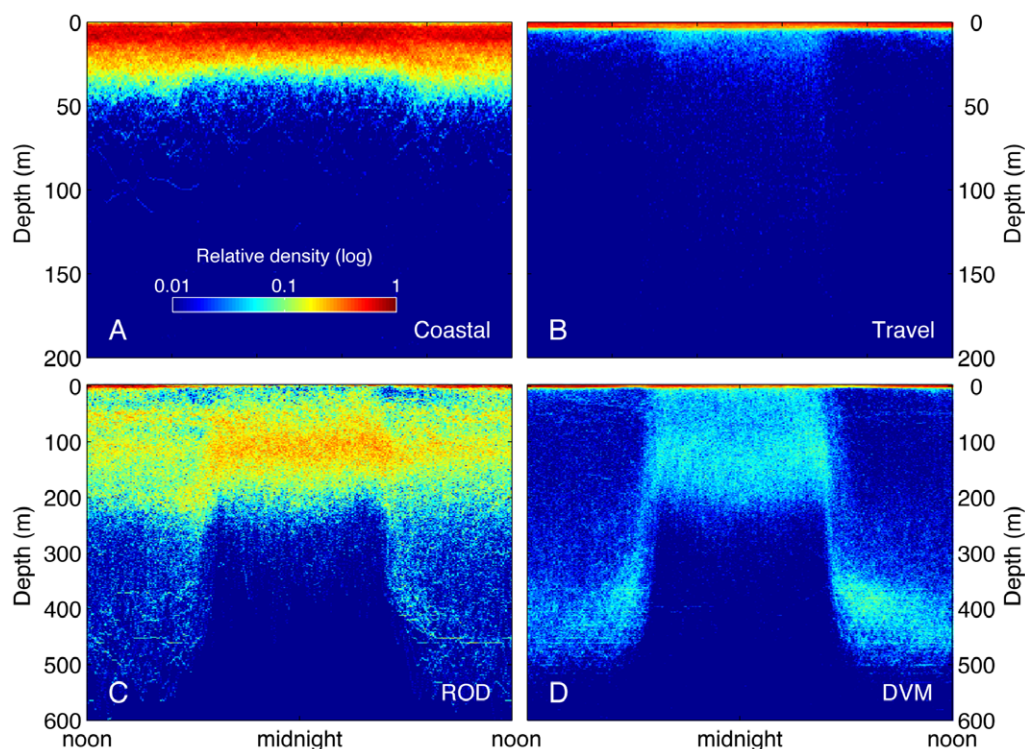 0
50
100
150
200
Depth (m)
Relative density (log)
0.01 0.1 1
A
Coastal
0
50
100
150
200
Depth (m)
B
Travel
0
100
200
300
400
500
600
Depth (m)
C
ROD
noon midnight noon
0
100
200
300
400
500
600
Depth (m)
D
DVM
midnight noon